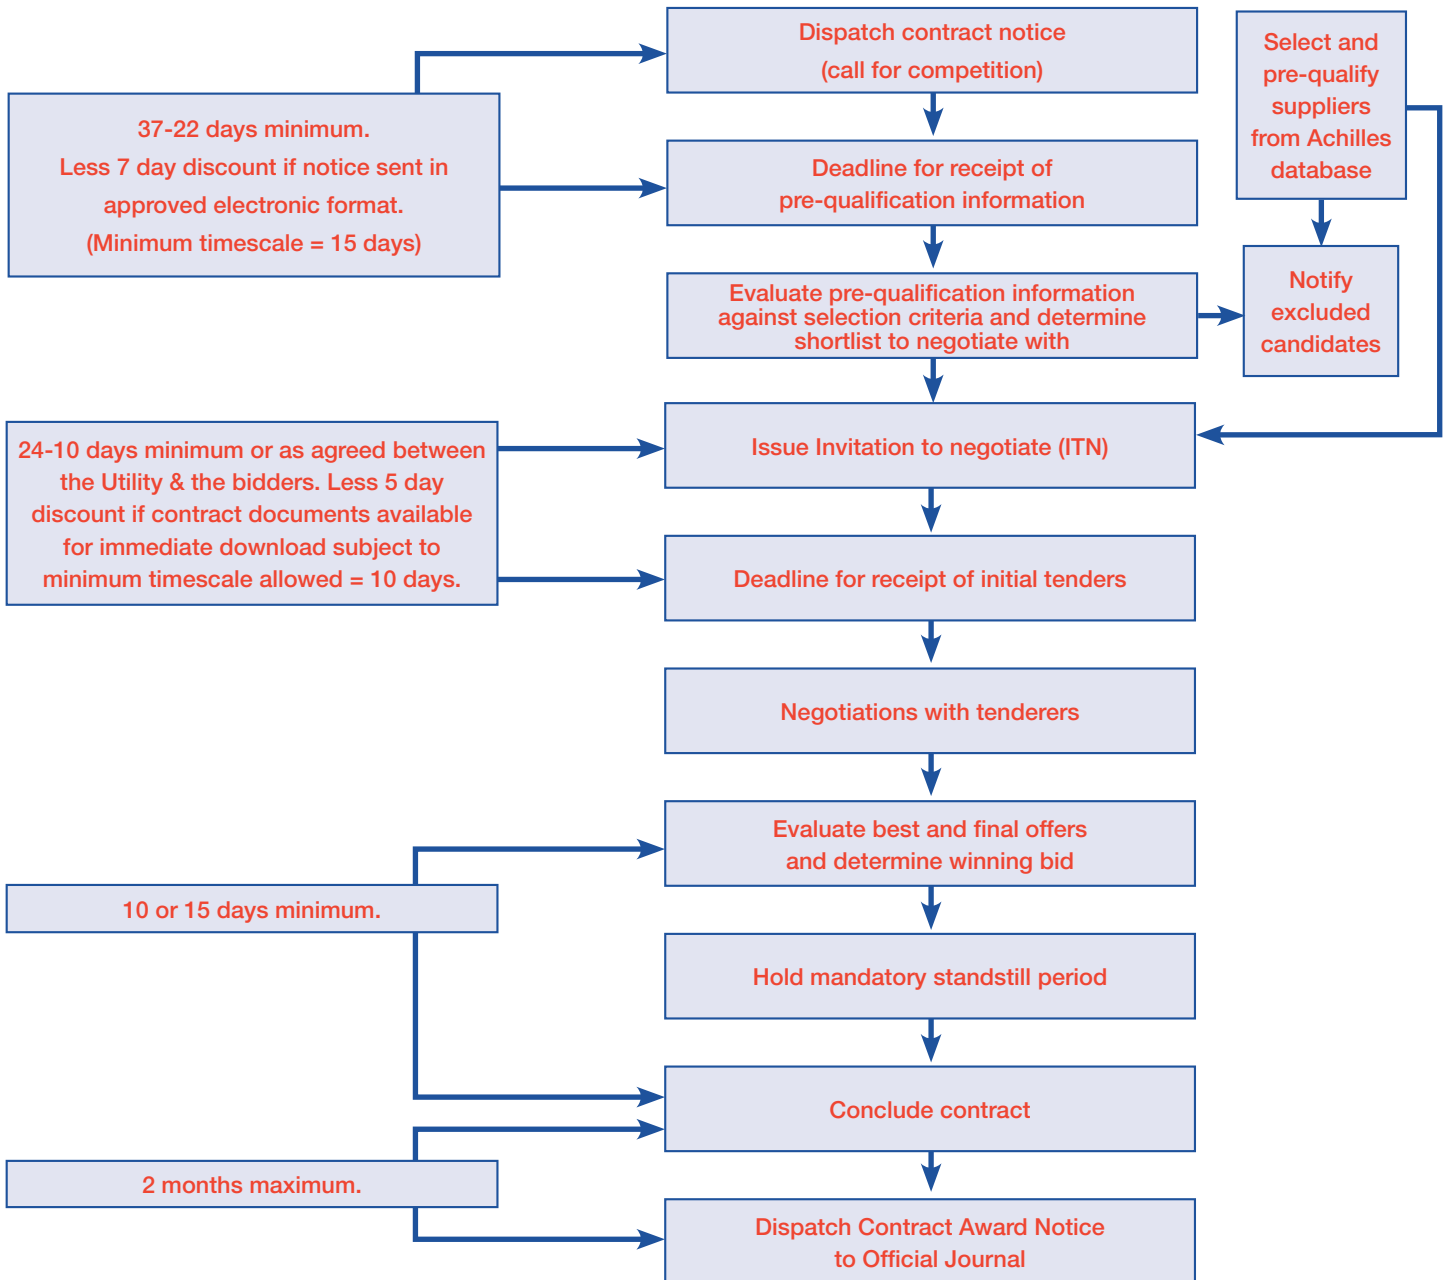 Dispatch contract notice
(call for competition)
Select and
pre-qualify
suppliers
from Achilles
database
37-22 days minimum.
Less 7 day discount if notice sent in
approved electronic format.
(Minimum timescale = 15 days)
Deadline for receipt of
pre-qualification information
Evaluate pre-qualification information
against selection criteria and determine
shortlist to negotiate with
Notify
excluded
candidates
24-10 days minimum or as agreed between
the Utility & the bidders. Less 5 day
discount if contract documents available
for immediate download subject to
minimum timescale allowed = 10 days.
Issue Invitation to negotiate (ITN)
Deadline for receipt of initial tenders
Negotiations with tenderers
Evaluate best and final offers
and determine winning bid
10 or 15 days minimum.
Hold mandatory standstill period
Conclude contract
2 months maximum.
Dispatch Contract Award Notice
to Official Journal